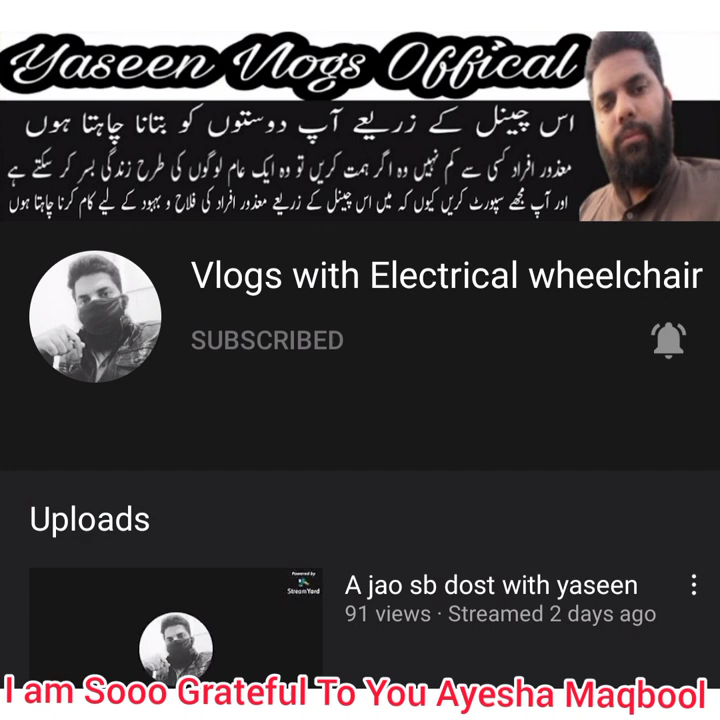 Yaseen Vlogs Offical
اس چینل کے زریعے آپ دوستوں کو بتانا چاہتا ہوں
معذور افراد کسی سے کم نہیں وہ اگر ہمت کریں تو وہ ایک عام لوگوں کی طرح زندگی بسر کر سکتے ہے
اور آپ مجھے سپورٹ کریں کیوں کہ میں اس چینل کے زریعے معذور افراد کی فلاح و بہبود کے لیے کام کرنا چاہتا ہوں
Vlogs with Electrical wheelchair
SUBSCRIBED
Uploads
Powered by
StreamYard
A jao sb dost with yaseen
91 views · Streamed 2 days ago
I am Sooo Grateful To You Ayesha Maqbool